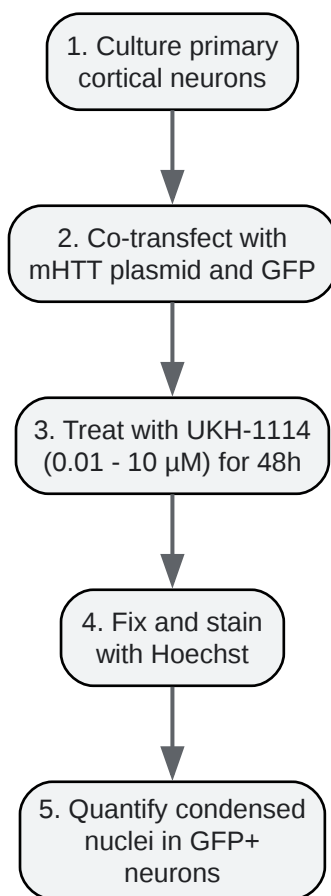 1. Culture primary
cortical neurons
2. Co-transfect with
mHTT plasmid and GFP
3. Treat with UKH-1114
(0.01 - 10 µM) for 48h
4. Fix and stain
with Hoechst
5. Quantify condensed
nuclei in GFP+
neurons